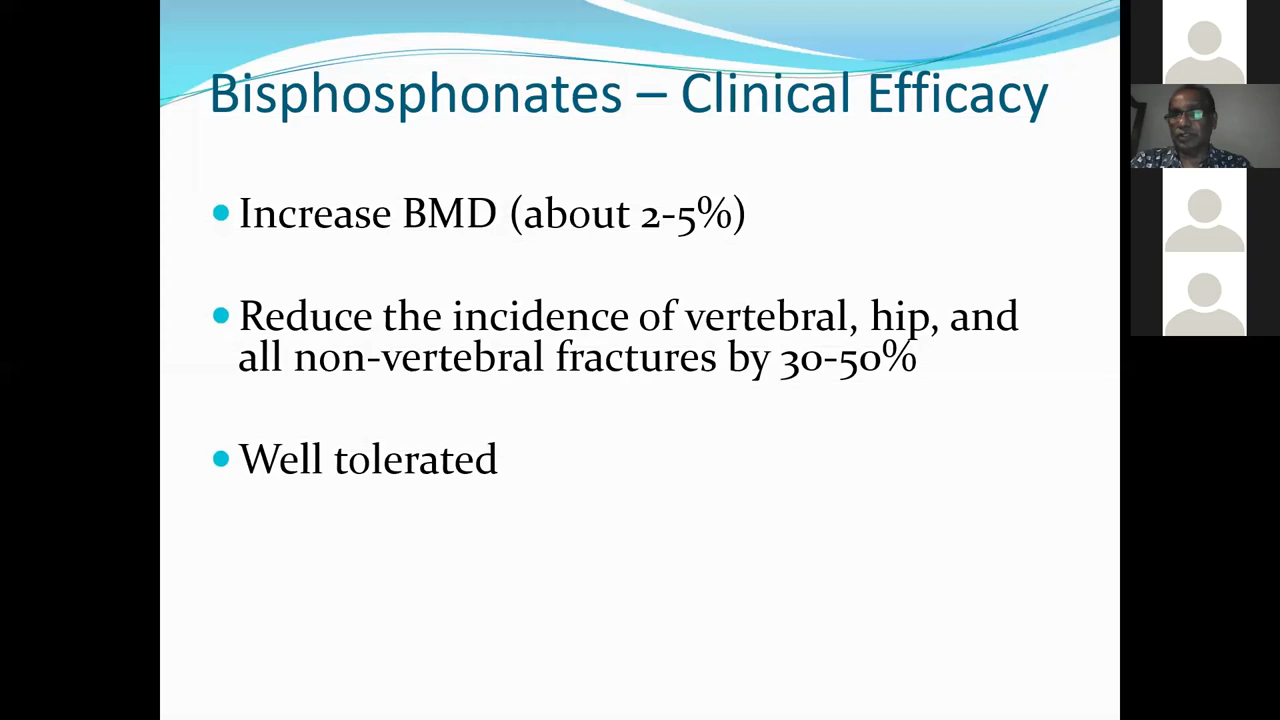 Bisphosphonates – Clinical Efficacy
• Increase BMD (about 2-5%)
• Reduce the incidence of vertebral, hip, and
all non-vertebral fractures by 30-50%
• Well tolerated